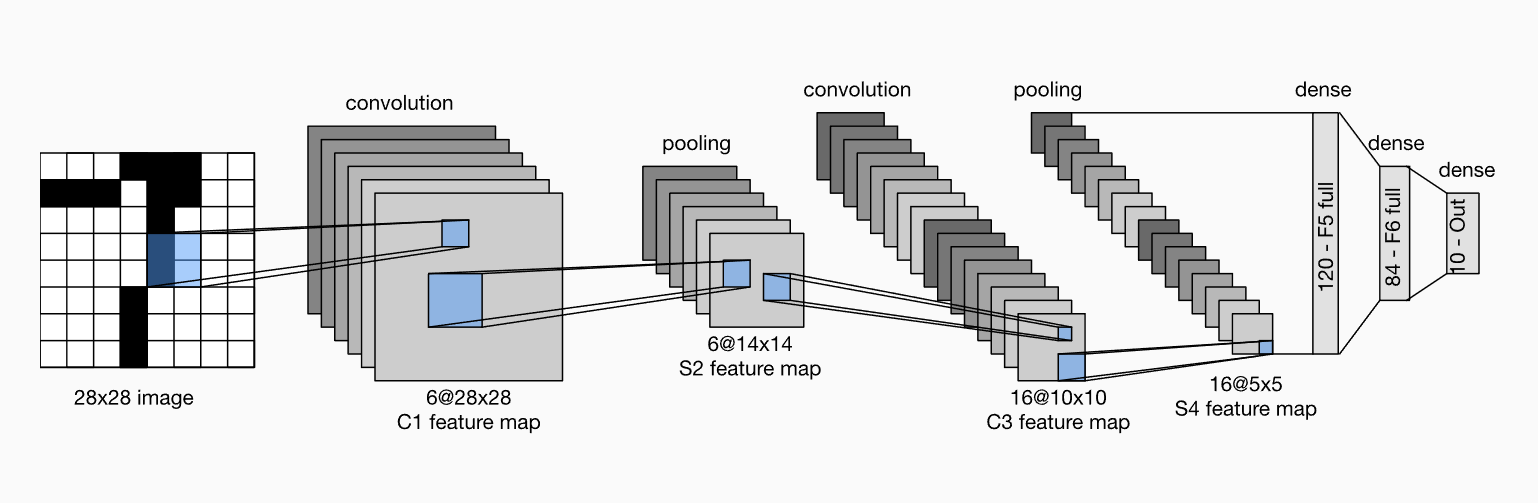 convolution
pooling
convolution
pooling
dense
dense
dense
28x28 image
6@28x28
C1 feature map
6@14x14
S2 feature map
16@10x10
C3 feature map
16@5x5
S4 feature map
120 - F5 full
84 - F6 full
10 - Out